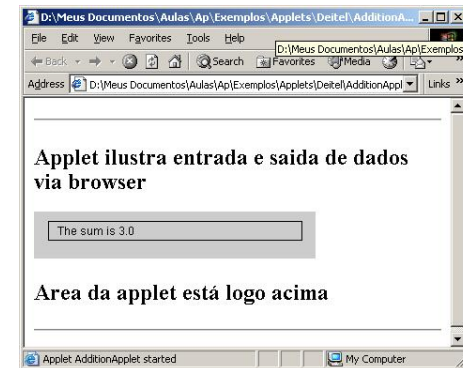 D:\Meus Documentos\Aulas\Ap\Exemplos\Applets\Deitel\AdditionA...
File Edit View Favorites Tools Help
D:\Meus Documentos\Aulas\Ap\Exemplos
Back Search Favorites Media
Address D:\Meus Documentos\Aulas\Ap\Exemplos\Applets\Deitel\AdditionAppl Links
Applet ilustra entrada e saida de dados
via browser
The sum is 3.0
Area da applet está logo acima
Applet AdditionApplet started My Computer